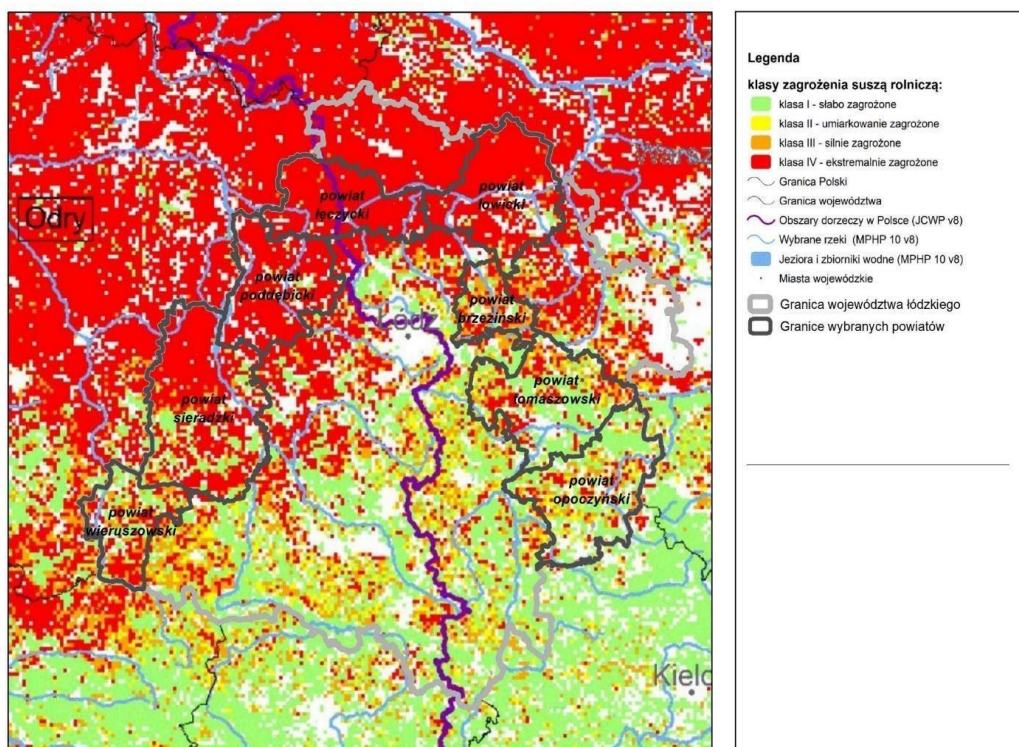 Odry
powiat
łęczycki
powiat
łowicki
powiat
poddębicki
Łódź
powiat
brzeziński
powiat
tomaszowski
powiat
sieradzki
powiat
opoczyński
powiat
wieruszowski
Kielc
Legenda
klasy zagrożenia suszą rolniczą:
klasa I - słabo zagrożone
klasa II - umiarkowanie zagrożone
klasa III - silnie zagrożone
klasa IV - ekstremalnie zagrożone
Granica Polski
Granica województwa
Obszary dorzeczy w Polsce (JCWP v8)
Wybrane rzeki (MPHP 10 v8)
Jeziora i zbiorniki wodne (MPHP 10 v8)
Miasta wojewódzkie
Granica województwa łódzkiego
Granice wybranych powiatów